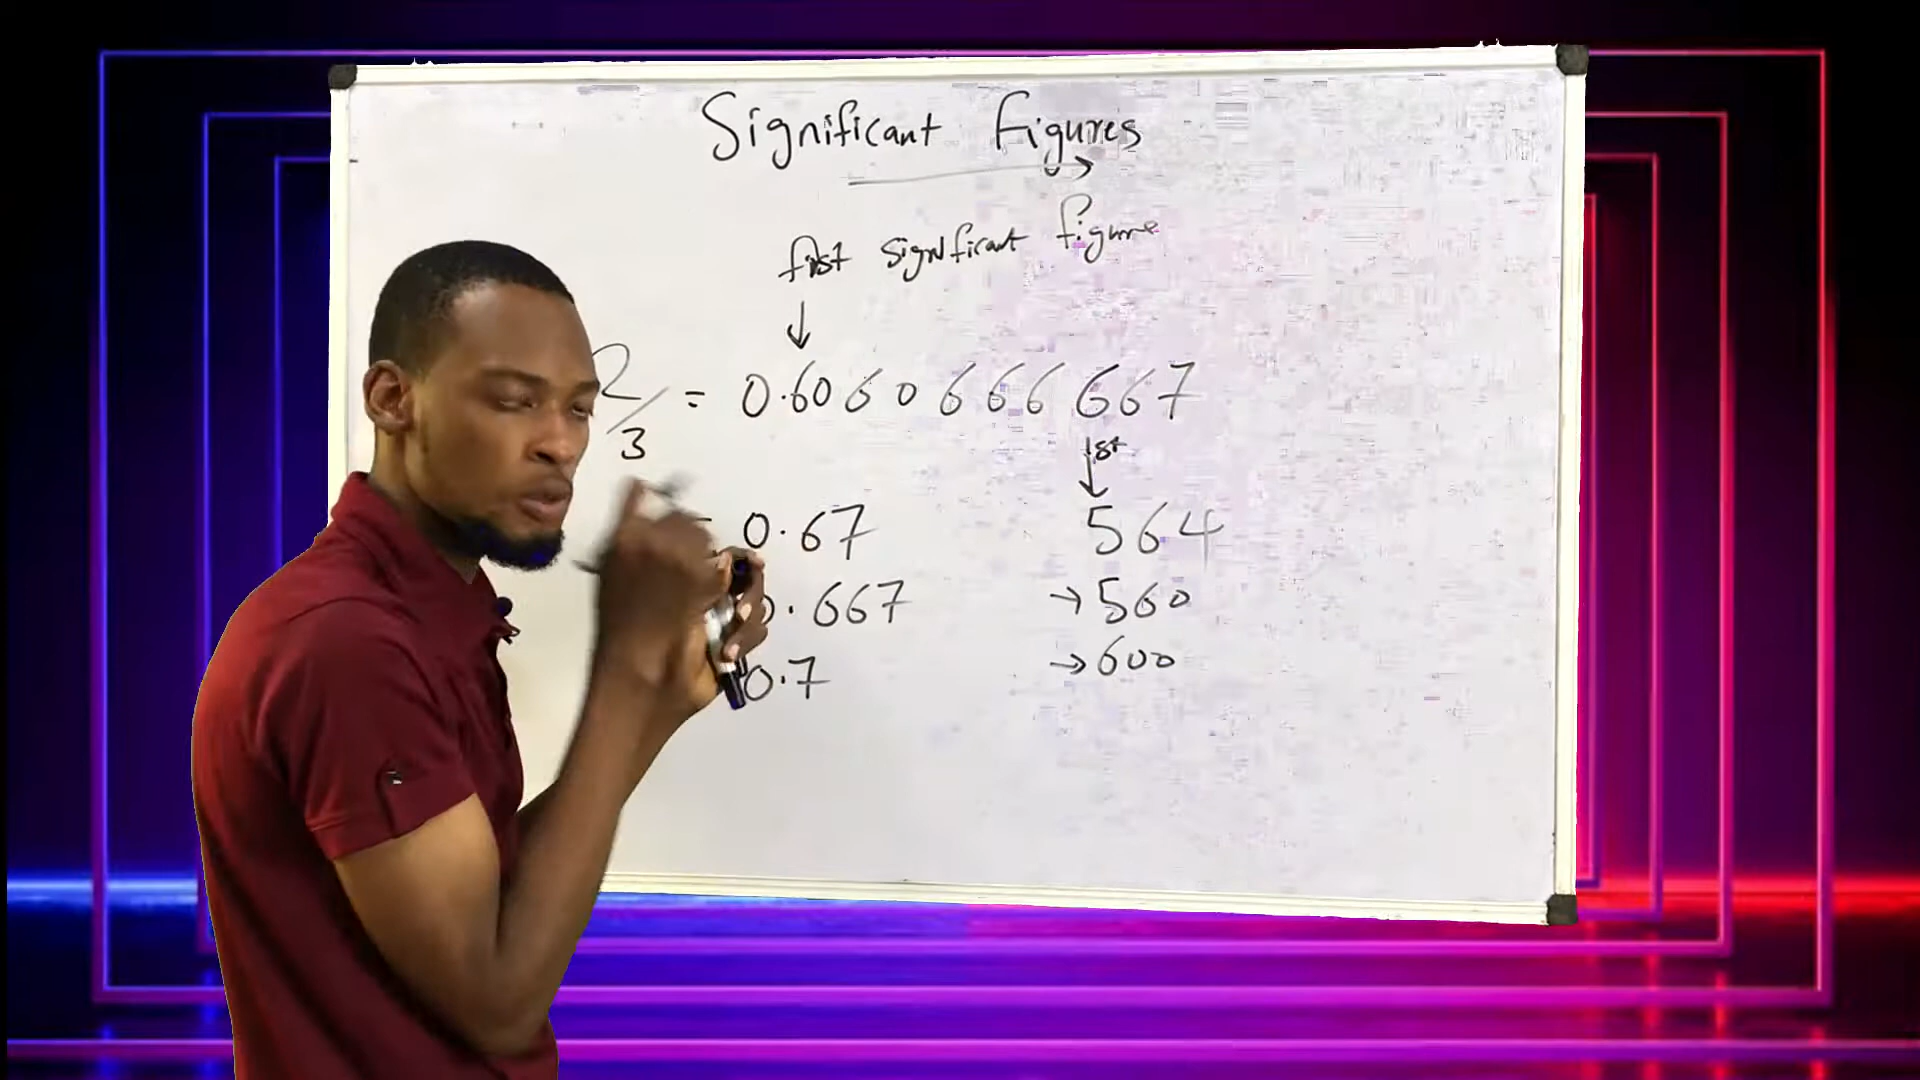 Significant Figures
first significant figure
2/3 = 0.6060666667
1st
0.67
564
.667
→ 560
0.7
→ 600